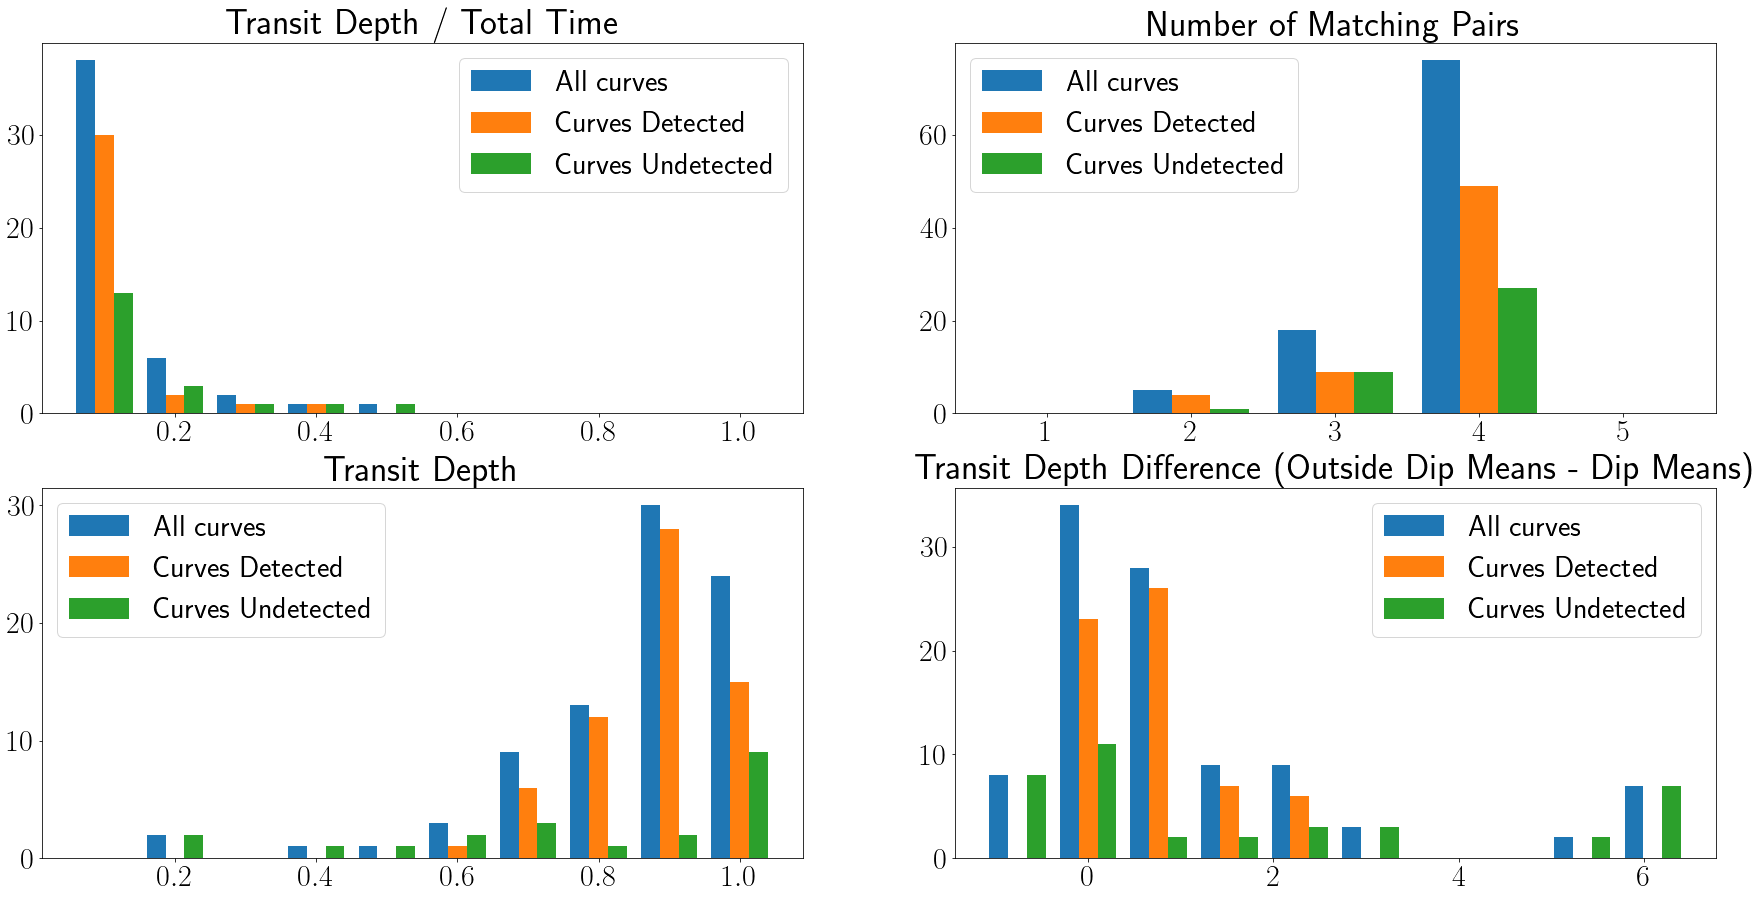 Transit Depth / Total Time
All curves
Curves Detected
Curves Undetected
30
20
10
0
0.2 0.4 0.6 0.8 1.0
Number of Matching Pairs
All curves
Curves Detected
Curves Undetected
60
40
20
0
1 2 3 4 5
Transit Depth
All curves
Curves Detected
Curves Undetected
30
20
10
0
0.2 0.4 0.6 0.8 1.0
Transit Depth Difference (Outside Dip Means - Dip Means)
All curves
Curves Detected
Curves Undetected
30
20
10
0
0 2 4 6